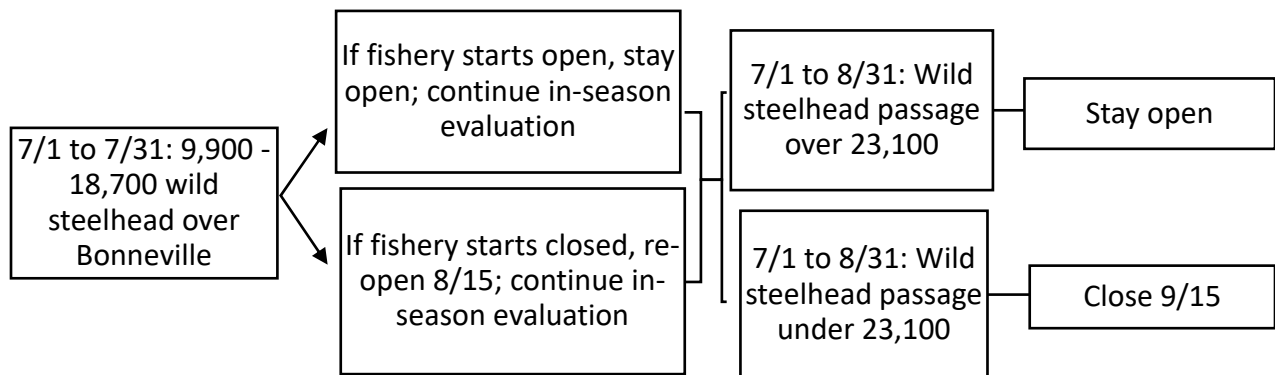 7/1 to 7/31: 9,900 -
18,700 wild
steelhead over
Bonneville
If fishery starts open, stay
open; continue in-season
evaluation
If fishery starts closed, re-
open 8/15; continue in-
season evaluation
7/1 to 8/31: Wild
steelhead passage
over 23,100
Stay open
7/1 to 8/31: Wild
steelhead passage
under 23,100
Close 9/15